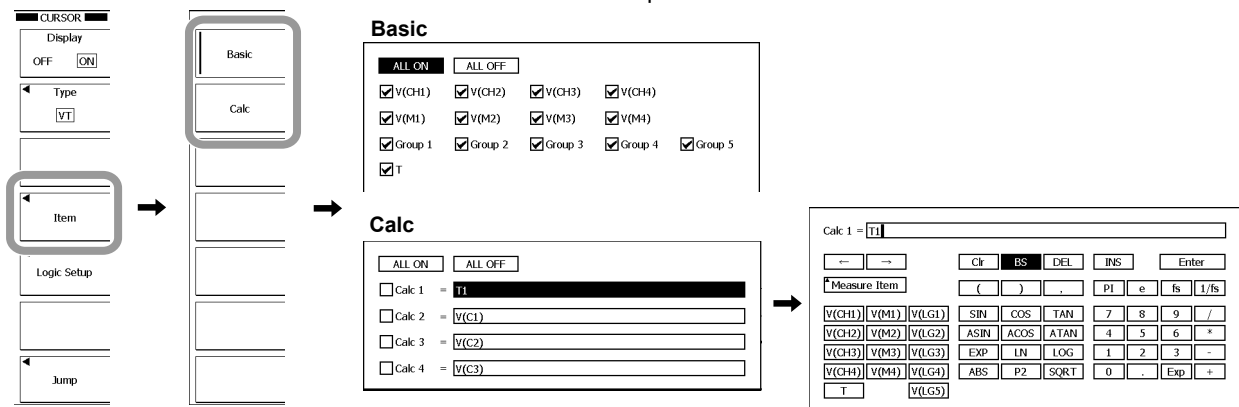 CURSOR
Display
OFF ON
Type
VT
Item
Logic Setup
Jump
Basic
Calc
Basic
ALL ON ALL OFF
V(CH1) V(CH2) V(CH3) V(CH4)
V(M1) V(M2) V(M3) V(M4)
Group 1 Group 2 Group 3 Group 4 Group 5
T
Calc
ALL ON ALL OFF
Calc 1 = T1
Calc 2 = V(C1)
Calc 3 = V(C2)
Calc 4 = V(C3)
Calc 1 = T1
← → Clr BS DEL INS Enter
Measure Item ( ) , PI e fs 1/fs
V(CH1) V(M1) V(LG1) SIN COS TAN 7 8 9 /
V(CH2) V(M2) V(LG2) ASIN ACOS ATAN 4 5 6 *
V(CH3) V(M3) V(LG3) EXP LN LOG 1 2 3 -
V(CH4) V(M4) V(LG4) ABS P2 SQRT 0 . Exp +
T V(LG5)